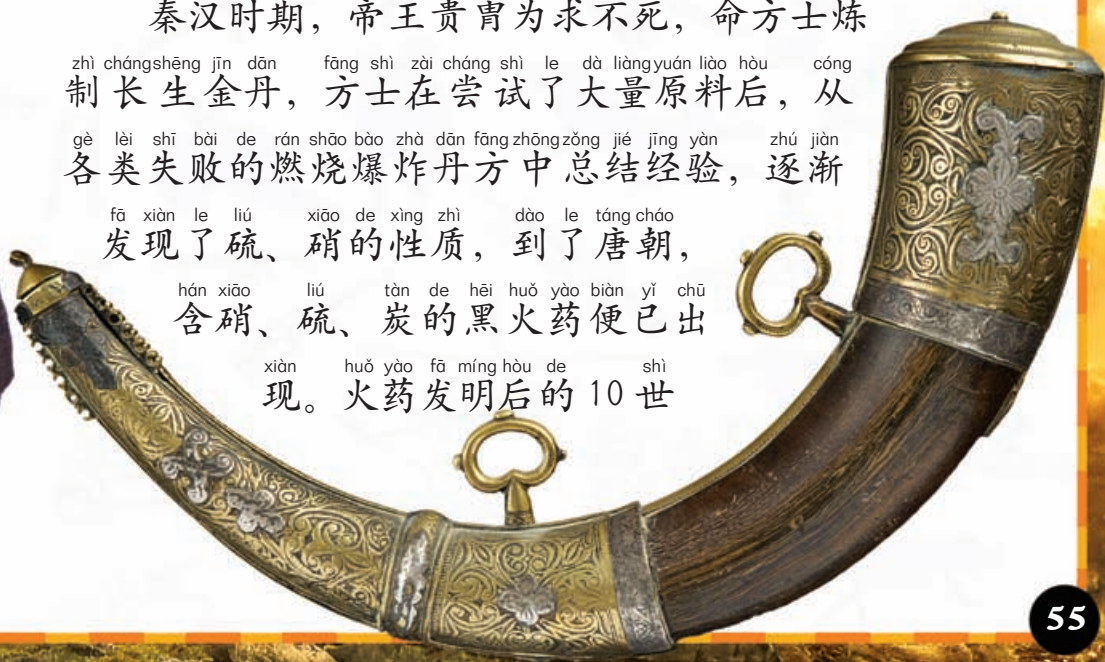 秦汉时期，帝王贵胄为求不死，命方士炼
zhì chángshēng jīn dān fāng shì zài cháng shì le dà liàng yuán liào hòu cóng
制长生金丹，方士在尝试了大量原料后，从
gè lèi shī bài de rán shāo bào zhà dān fāng zhōng zǒng jié jīng yàn zhú jiàn
各类失败的燃烧爆炸丹方中总结经验，逐渐
fā xiàn le liú xiāo de xìng zhì dào le táng cháo
发现了硫、硝的性质，到了唐朝，
hán xiāo liú tàn de hēi huǒ yào biàn yǐ chū
含硝、硫、炭的黑火药便已出
xiàn huǒ yào fā míng hòu de shì
现。火药发明后的 10 世
55